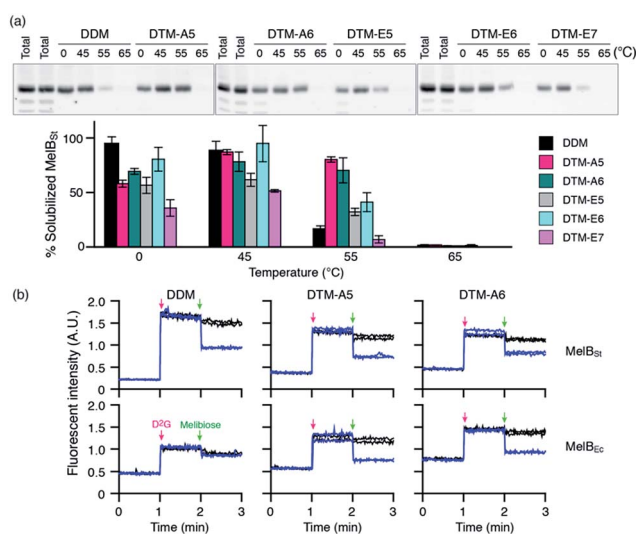 (a)
DDM DTM-A5 DTM-A6 DTM-E5 DTM-E6 DTM-E7
Total Total 0 45 55 65 0 45 55 65 Total Total 0 45 55 65 0 45 55 65 Total Total 0 45 55 65 0 45 55 65 (°C)
% Solubilized MelBSt
100
50
0
0 45 55 65
Temperature (°C)
DDM
DTM-A5
DTM-A6
DTM-E5
DTM-E6
DTM-E7
(b)
DDM DTM-A5 DTM-A6
Fluorescent intensity (A.U.)
2.0
1.5
1.0
0.5
0
MelBSt
2.0
1.5
1.0
0.5
0
D2G Melibiose
MelBEc
0 1 2 3 0 1 2 3 0 1 2 3
Time (min) Time (min) Time (min)